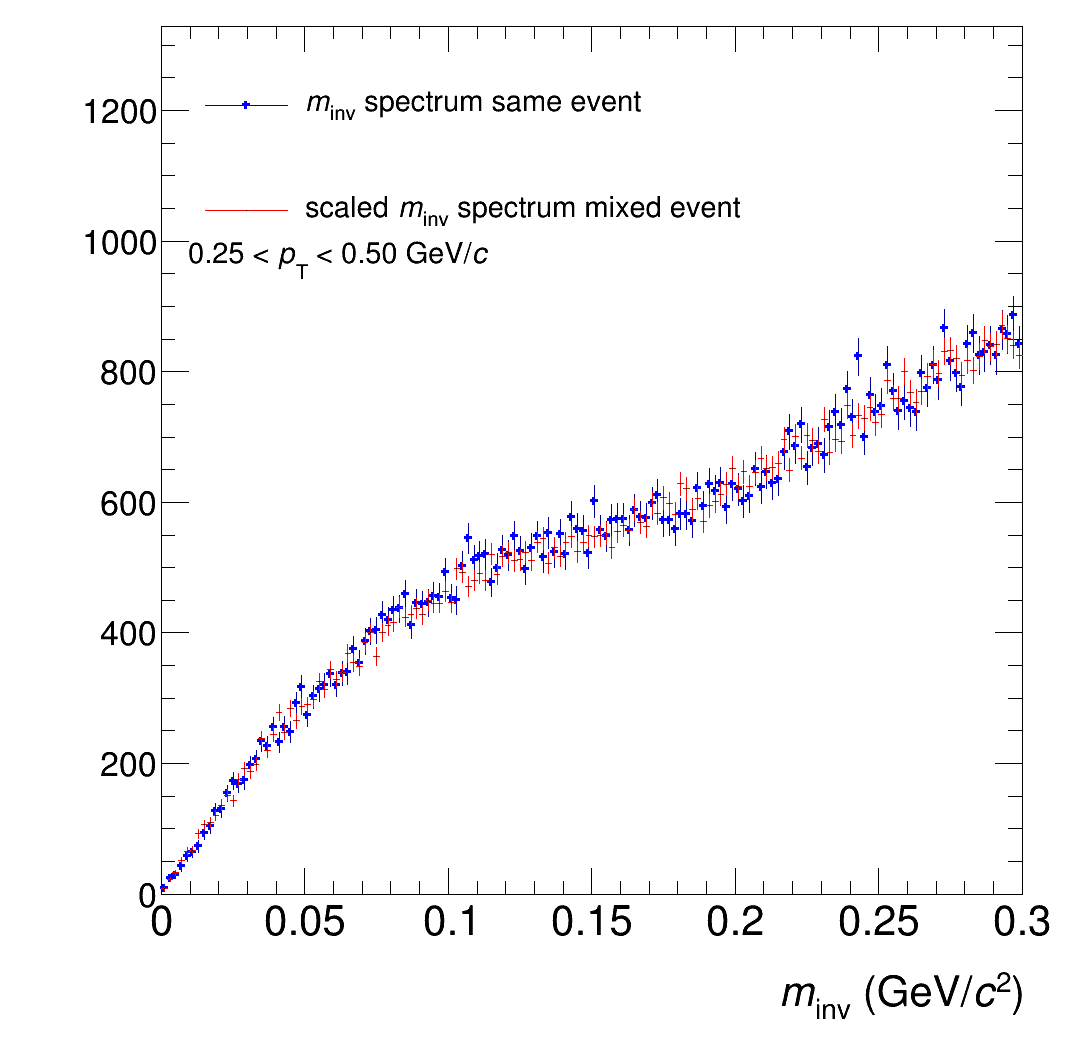 m_inv spectrum same event
scaled m_inv spectrum mixed event
0.25 < p_T < 0.50 GeV/c
1200
1000
800
600
400
200
0
0 0.05 0.1 0.15 0.2 0.25 0.3
m_inv (GeV/c²)